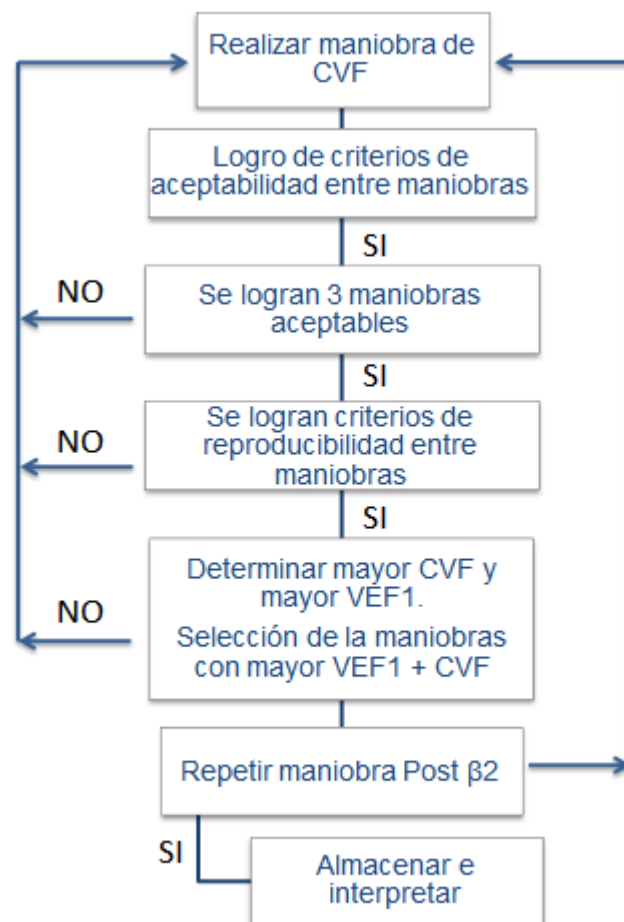 Realizar maniobra de
CVF
Logro de criterios de
aceptabilidad entre maniobras
SI
NO
Se logran 3 maniobras
aceptables
SI
NO
Se logran criterios de
reproducibilidad entre
maniobras
SI
NO
Determinar mayor CVF y
mayor VEF1.
Selección de la maniobras
con mayor VEF1 + CVF
Repetir maniobra Post β2
SI
Almacenar e
interpretar